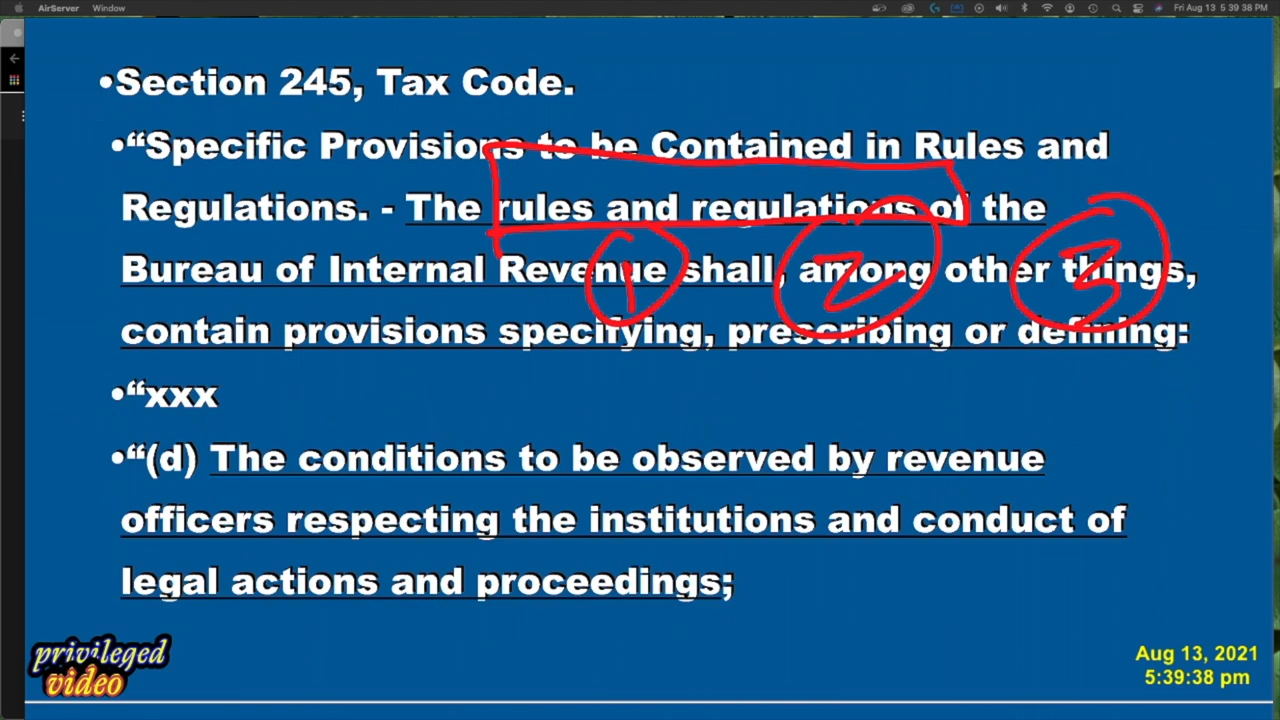 AirServer Window Fri Aug 13 5 39 38 PM
•Section 245, Tax Code.
•“Specific Provisions to be Contained in Rules and
Regulations. - The rules and regulations of the
Bureau of Internal Revenue shall, among other things,
contain provisions specifying, prescribing or defining:
1 2 3
•“xxx
•“(d) The conditions to be observed by revenue
officers respecting the institutions and conduct of
legal actions and proceedings;
privileged
video
Aug 13, 2021
5:39:38 pm